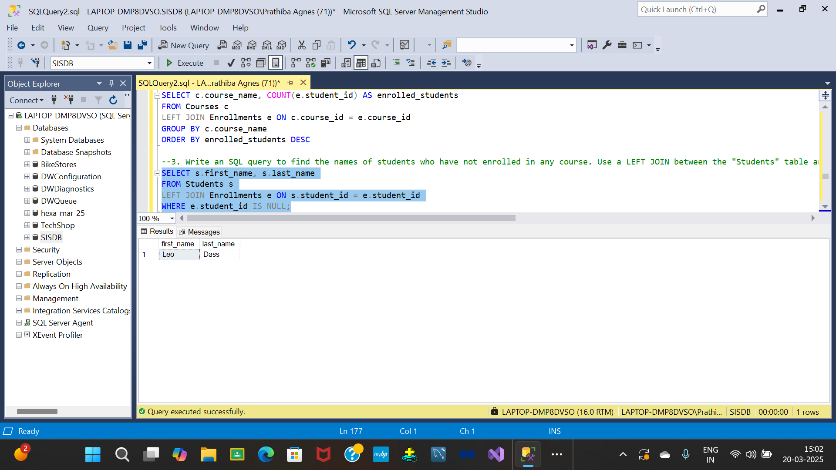 SQLQuery2.sql - LAPTOP-DMP8DVSO.SISDB (LAPTOP-DMP8DVSO\Prathiba Agnes (71))* - Microsoft SQL Server Management Studio
Quick Launch (Ctrl+Q)
File Edit View Query Project Tools Window Help
New Query
SISDB
Execute
Object Explorer
SQLQuery2.sql - LA...rathiba Agnes (71))*
Connect
LAPTOP-DMP8DVSO (SQL Ser
Databases
System Databases
Database Snapshots
BikeStores
DWConfiguration
DWDiagnostics
DWQueue
hexa mar 25
TechShop
SISDB
Security
Server Objects
Replication
Always On High Availability
Management
Integration Services Catalogs
SQL Server Agent
XEvent Profiler
SELECT c.course_name, COUNT(e.student_id) AS enrolled_students
FROM Courses c
LEFT JOIN Enrollments e ON c.course_id = e.course_id
GROUP BY c.course_name
ORDER BY enrolled_students DESC
--3. Write an SQL query to find the names of students who have not enrolled in any course. Use a LEFT JOIN between the "Students" table a
SELECT s.first_name, s.last_name
FROM Students s
LEFT JOIN Enrollments e ON s.student_id = e.student_id
WHERE e.student_id IS NULL;
100 %
Results Messages
first_name last_name
1 Leo Dass
Query executed successfully.
LAPTOP-DMP8DVSO (16.0 RTM) LAPTOP-DMP8DVSO\Prathi... SISDB 00:00:00 1 rows
Ready Ln 177 Col 1 Ch 1 INS
2
ENG
IN
15:02
20-03-2025